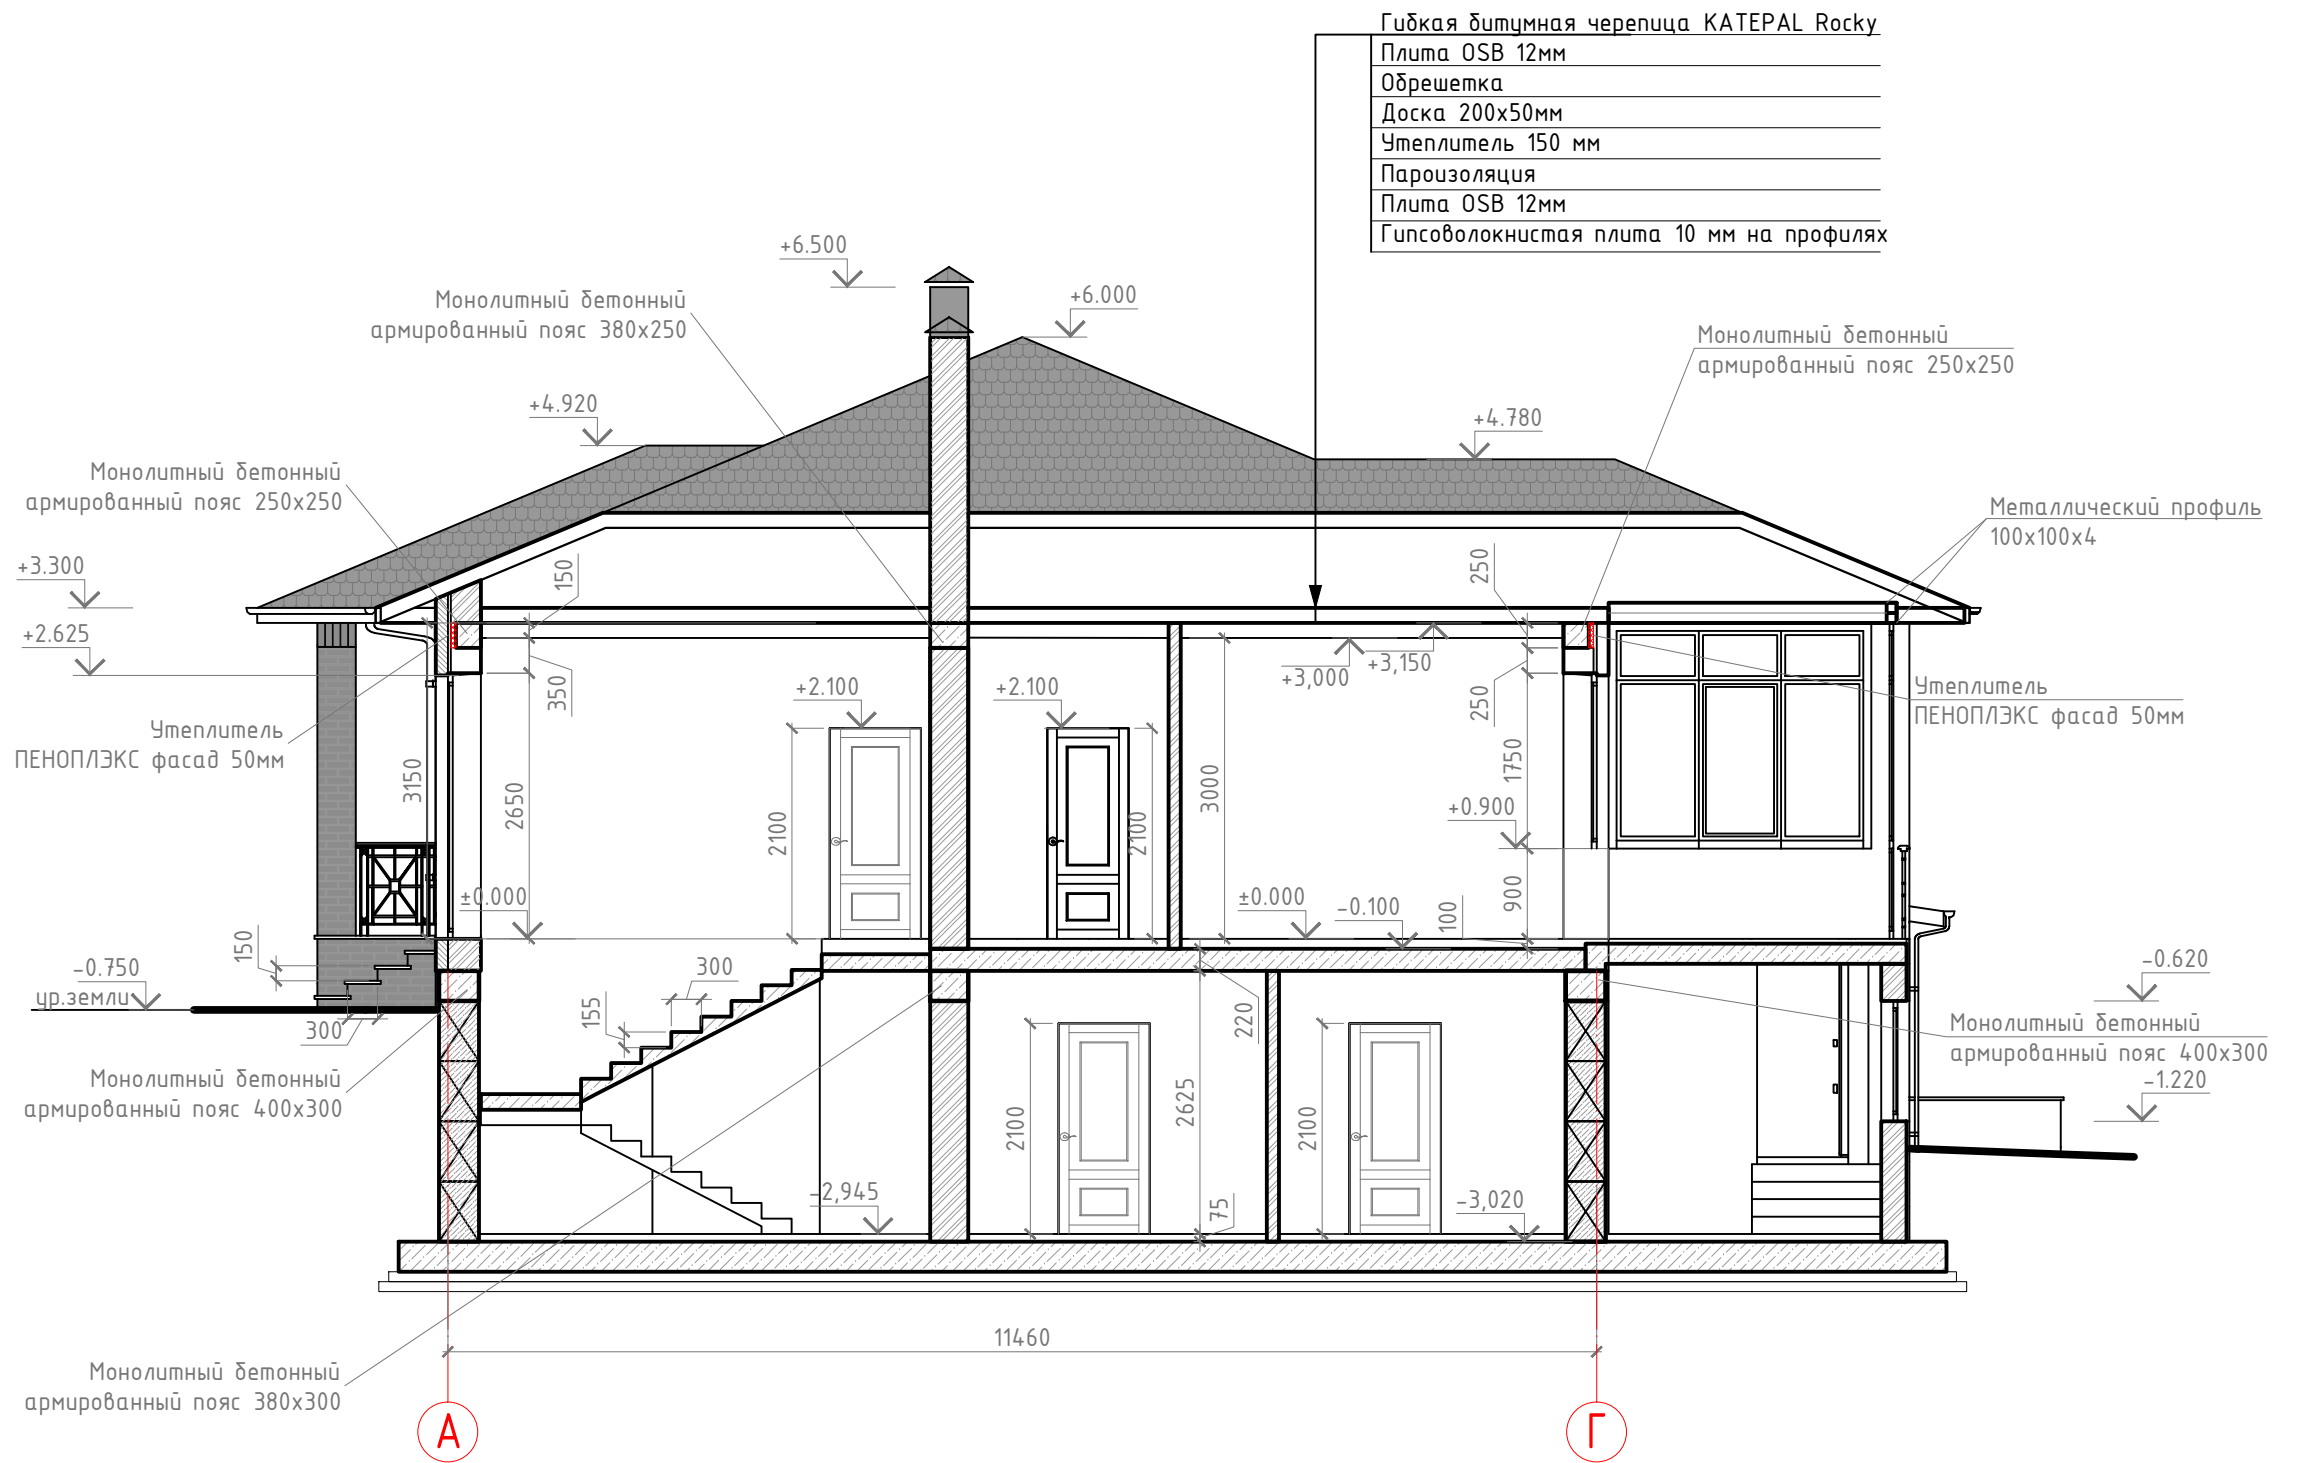 Гибкая битумная черепица KATEPAL Rocky
Плита OSB 12мм
Обрешетка
Доска 200х50мм
Утеплитель 150 мм
Пароизоляция
Плита OSB 12мм
Гипсоволокнистая плита 10 мм на профилях
+6.500
+6.000
Монолитный бетонный
армированный пояс 380х250
Монолитный бетонный
армированный пояс 250х250
+4.920
+4.780
Монолитный бетонный
армированный пояс 250х250
Металлический профиль
100х100х4
+3.300
+2.625
150
350
250
250
+3,000
+3,150
Утеплитель
ПЕНОПЛЭКС фасад 50мм
Утеплитель
ПЕНОПЛЭКС фасад 50мм
3150
2650
+2.100
+2.100
2100
2100
3000
1750
+0.900
900
±0.000
±0.000
-0.100
100
150
-0.750
ур.земли
300
300
155
220
-0.620
Монолитный бетонный
армированный пояс 400х300
-1.220
Монолитный бетонный
армированный пояс 400х300
2100
2625
2100
-2,945
75
-3,020
11460
Монолитный бетонный
армированный пояс 380х300
А
Г